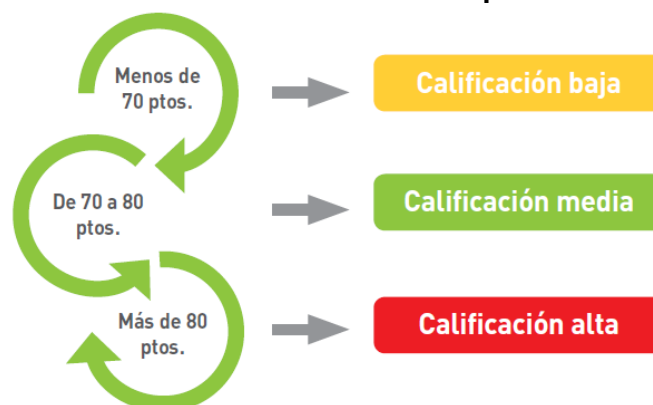 Menos de
70 ptos.
Calificación baja
De 70 a 80
ptos.
Calificación media
Más de 80
ptos.
Calificación alta